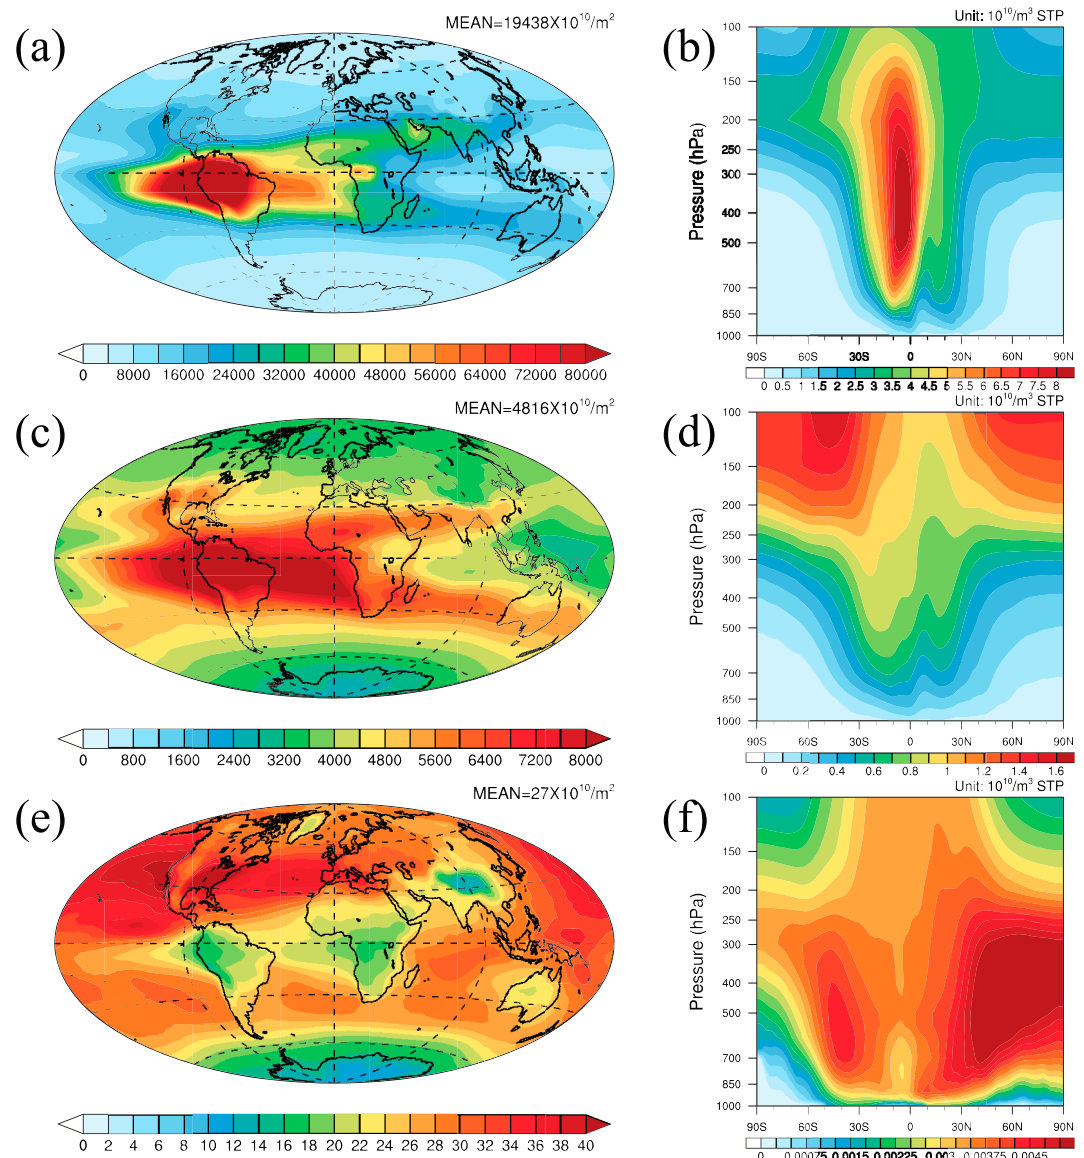 (a)
MEAN=19438X10^10/m^2
0 8000 16000 24000 32000 40000 48000 56000 64000 72000 80000
(b)
Unit: 10^10/m^3 STP
Pressure (hPa)
100
150
200
250
300
400
500
700
850
1000
90S 60S 30S 0 30N 60N 90N
0 0.5 1 1.5 2 2.5 3 3.5 4 4.5 5 5.5 6 6.5 7 7.5 8
(c)
MEAN=4816X10^10/m^2
0 800 1600 2400 3200 4000 4800 5600 6400 7200 8000
(d)
Unit: 10^10/m^3 STP
Pressure (hPa)
100
150
200
250
300
400
500
700
850
1000
90S 60S 30S 0 30N 60N 90N
0 0.2 0.4 0.6 0.8 1 1.2 1.4 1.6
(e)
MEAN=27X10^10/m^2
0 2 4 6 8 10 12 14 16 18 20 22 24 26 28 30 32 34 36 38 40
(f)
Unit: 10^10/m^3 STP
Pressure (hPa)
100
150
200
250
300
400
500
700
850
1000
90S 60S 30S 0 30N 60N 90N
0 0.00075 0.0015 0.00225 0.003 0.00375 0.0045